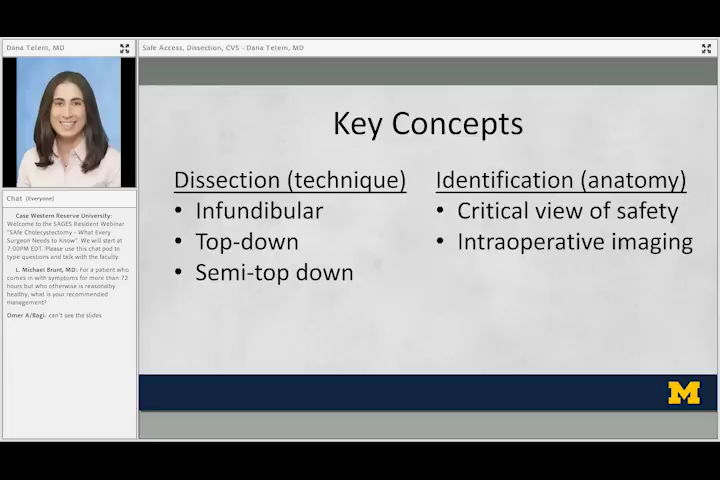 Dana Telem, MD
Safe Access, Dissection, CVS - Dana Telem, MD
Chat (Everyone)
Case Western Reserve University:
Welcome to the SAGES Resident Webinar
"SAfe Cholecystectomy - What Every
Surgeon Needs to Know". We will start at
7:00PM EDT. Please use this chat pod to
type questions and talk with the faculty.
L. Michael Brunt, MD: For a patient who
comes in with symptoms for more than 72
hours but who otherwise is reasonably
healthy, what is your recommended
management?
Omer A/Bagi: can't see the slides
Key Concepts
Dissection (technique)
• Infundibular
• Top-down
• Semi-top down
Identification (anatomy)
• Critical view of safety
• Intraoperative imaging
M